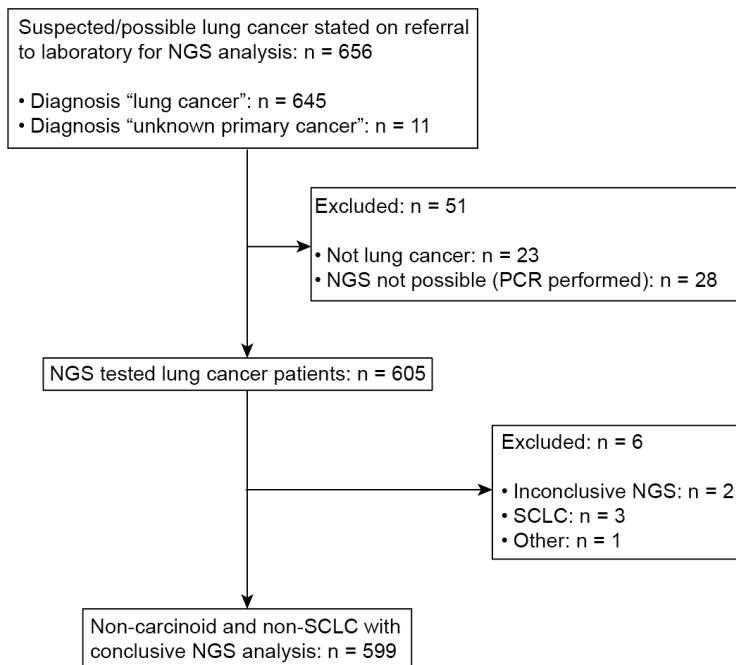 Suspected/possible lung cancer stated on referral
to laboratory for NGS analysis: n = 656
• Diagnosis “lung cancer”: n = 645
• Diagnosis “unknown primary cancer”: n = 11
Excluded: n = 51
• Not lung cancer: n = 23
• NGS not possible (PCR performed): n = 28
NGS tested lung cancer patients: n = 605
Excluded: n = 6
• Inconclusive NGS: n = 2
• SCLC: n = 3
• Other: n = 1
Non-carcinoid and non-SCLC with
conclusive NGS analysis: n = 599